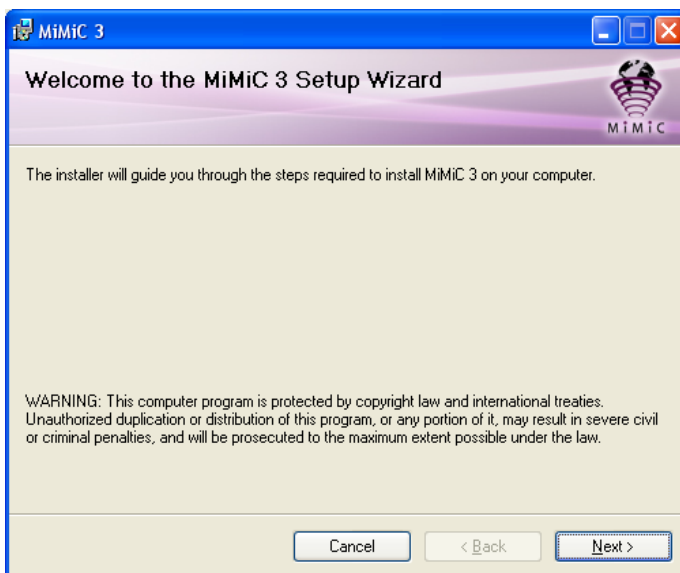 MiMiC 3
Welcome to the MiMiC 3 Setup Wizard
MiMiC
The installer will guide you through the steps required to install MiMiC 3 on your computer.
WARNING: This computer program is protected by copyright law and international treaties.
Unauthorized duplication or distribution of this program, or any portion of it, may result in severe civil
or criminal penalties, and will be prosecuted to the maximum extent possible under the law.
Cancel < Back Next >